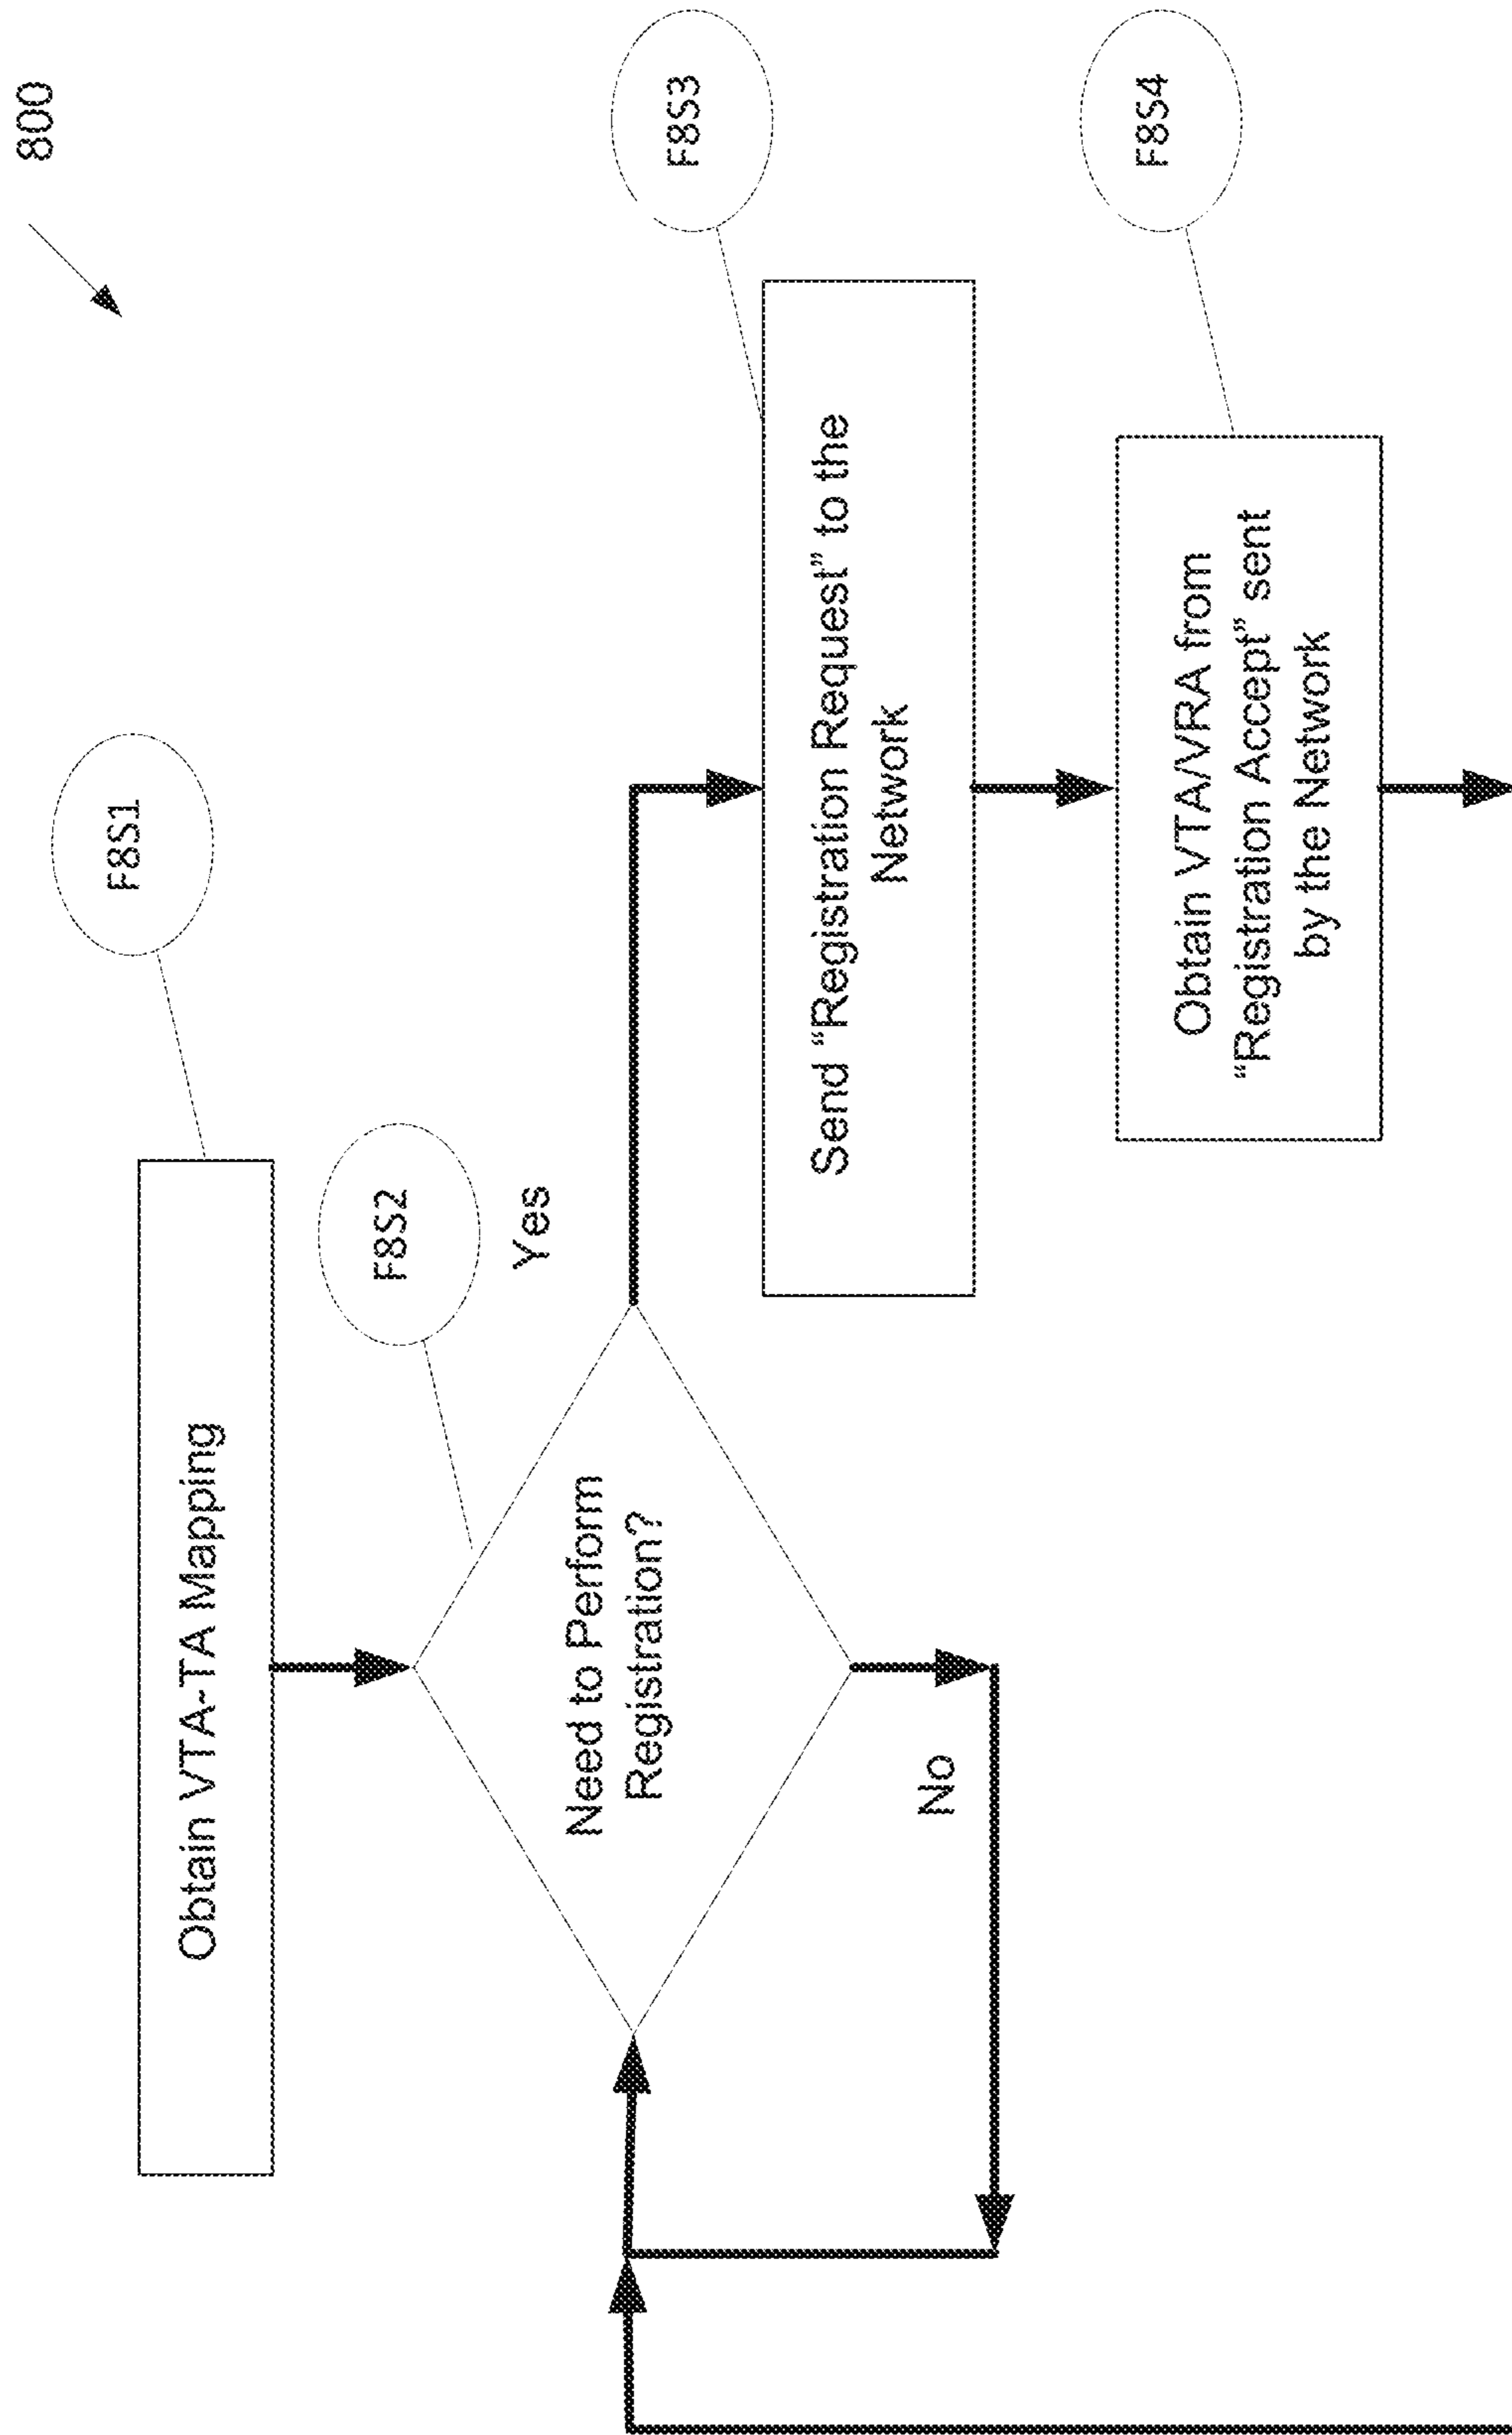 800
F8S1
Obtain VTA-TA Mapping
F8S2
Need to Perform
Registration?
Yes
No
F8S3
Send “Registration Request” to the
Network
F8S4
Obtain VTA/VRA from
“Registration Accept” sent
by the Network